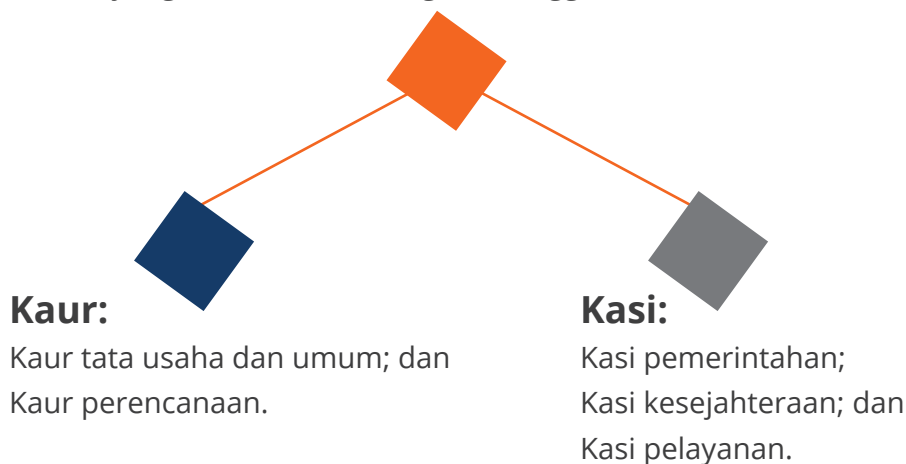 Kaur:
Kaur tata usaha dan umum; dan
Kaur perencanaan.
Kasi:
Kasi pemerintahan;
Kasi kesejahteraan; dan
Kasi pelayanan.